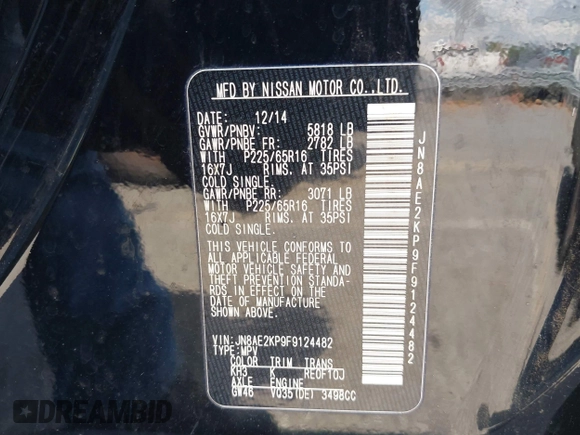 MFD BY NISSAN MOTOR CO.,LTD.
DATE: 12/14
GVWR/PNBV: 5818 LB
GAWR/PNBE FR: 2782 LB
WITH P225/65R16 TIRES
16X7J RIMS. AT 35PSI
COLD SINGLE.
GAWR/PNBE RR: 3071 LB
WITH P225/65R16 TIRES
16X7J RIMS. AT 35PSI
COLD SINGLE.
THIS VEHICLE CONFORMS TO
ALL APPLICABLE FEDERAL
MOTOR VEHICLE SAFETY AND
THEFT PREVENTION STANDA-
RDS IN EFFECT ON THE
DATE OF MANUFACTURE
SHOWN ABOVE.
VIN: JN8AE2KP9F9124482
TYPE: MPV
COLOR TRIM TRANS
KH3 K RE0F10J
AXLE ENGINE
GW46 VQ35(DE) 3498CC
JN8AE2KP9F9124482
DREAMBID